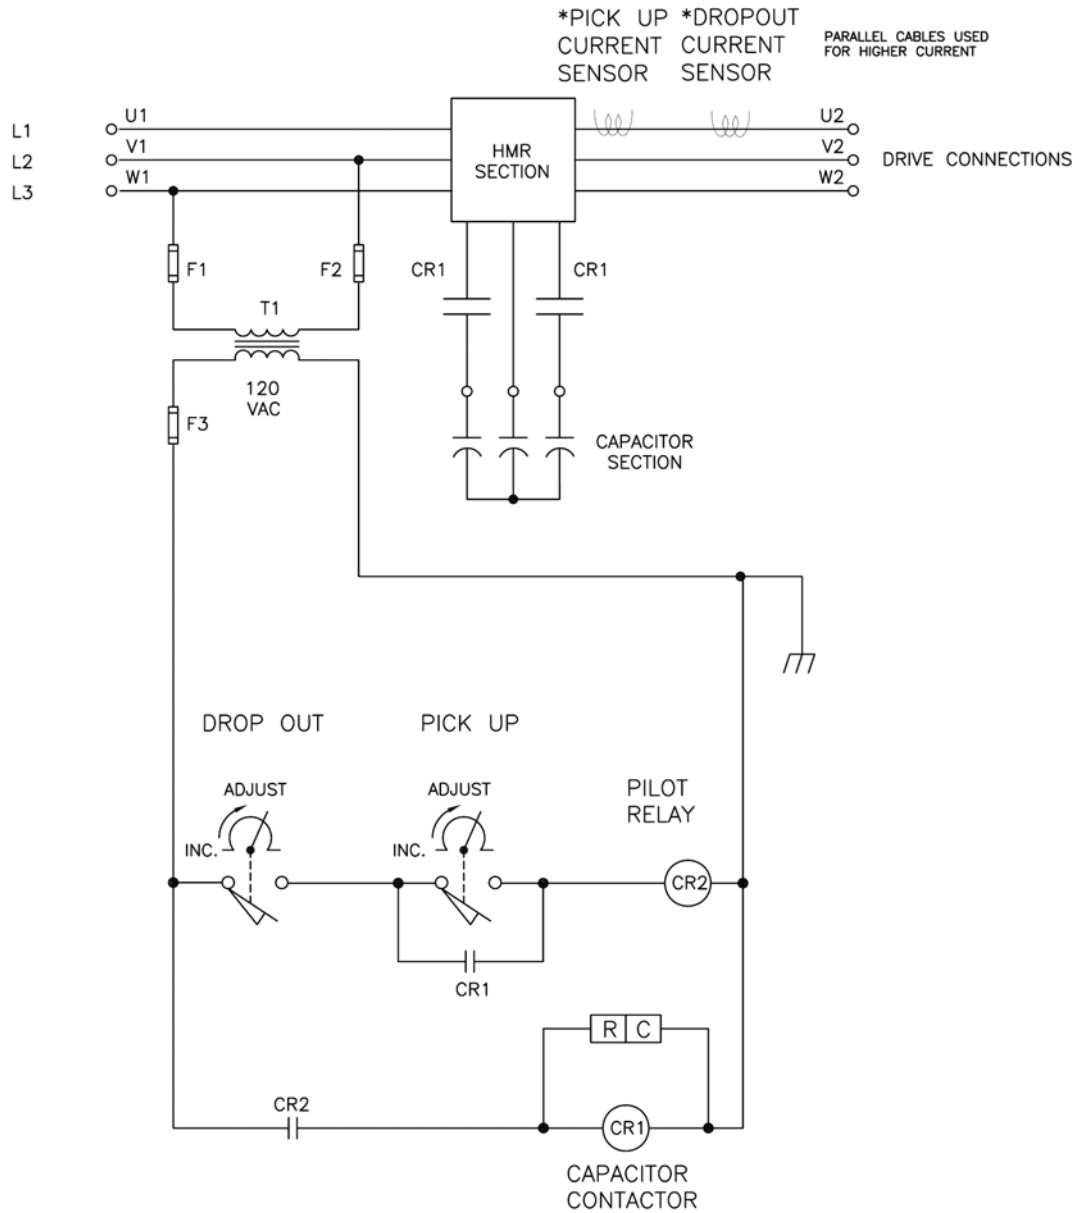 *PICK UP
CURRENT
SENSOR
*DROPOUT
CURRENT
SENSOR
PARALLEL CABLES USED
FOR HIGHER CURRENT
L1
U1
U2
L2
V1
V2
L3
W1
W2
HMR
SECTION
DRIVE CONNECTIONS
F1
F2
CR1
CR1
T1
120
VAC
F3
CAPACITOR
SECTION
DROP OUT
PICK UP
ADJUST
ADJUST
PILOT
RELAY
INC.
INC.
CR2
CR1
R C
CR2
CR1
CAPACITOR
CONTACTOR